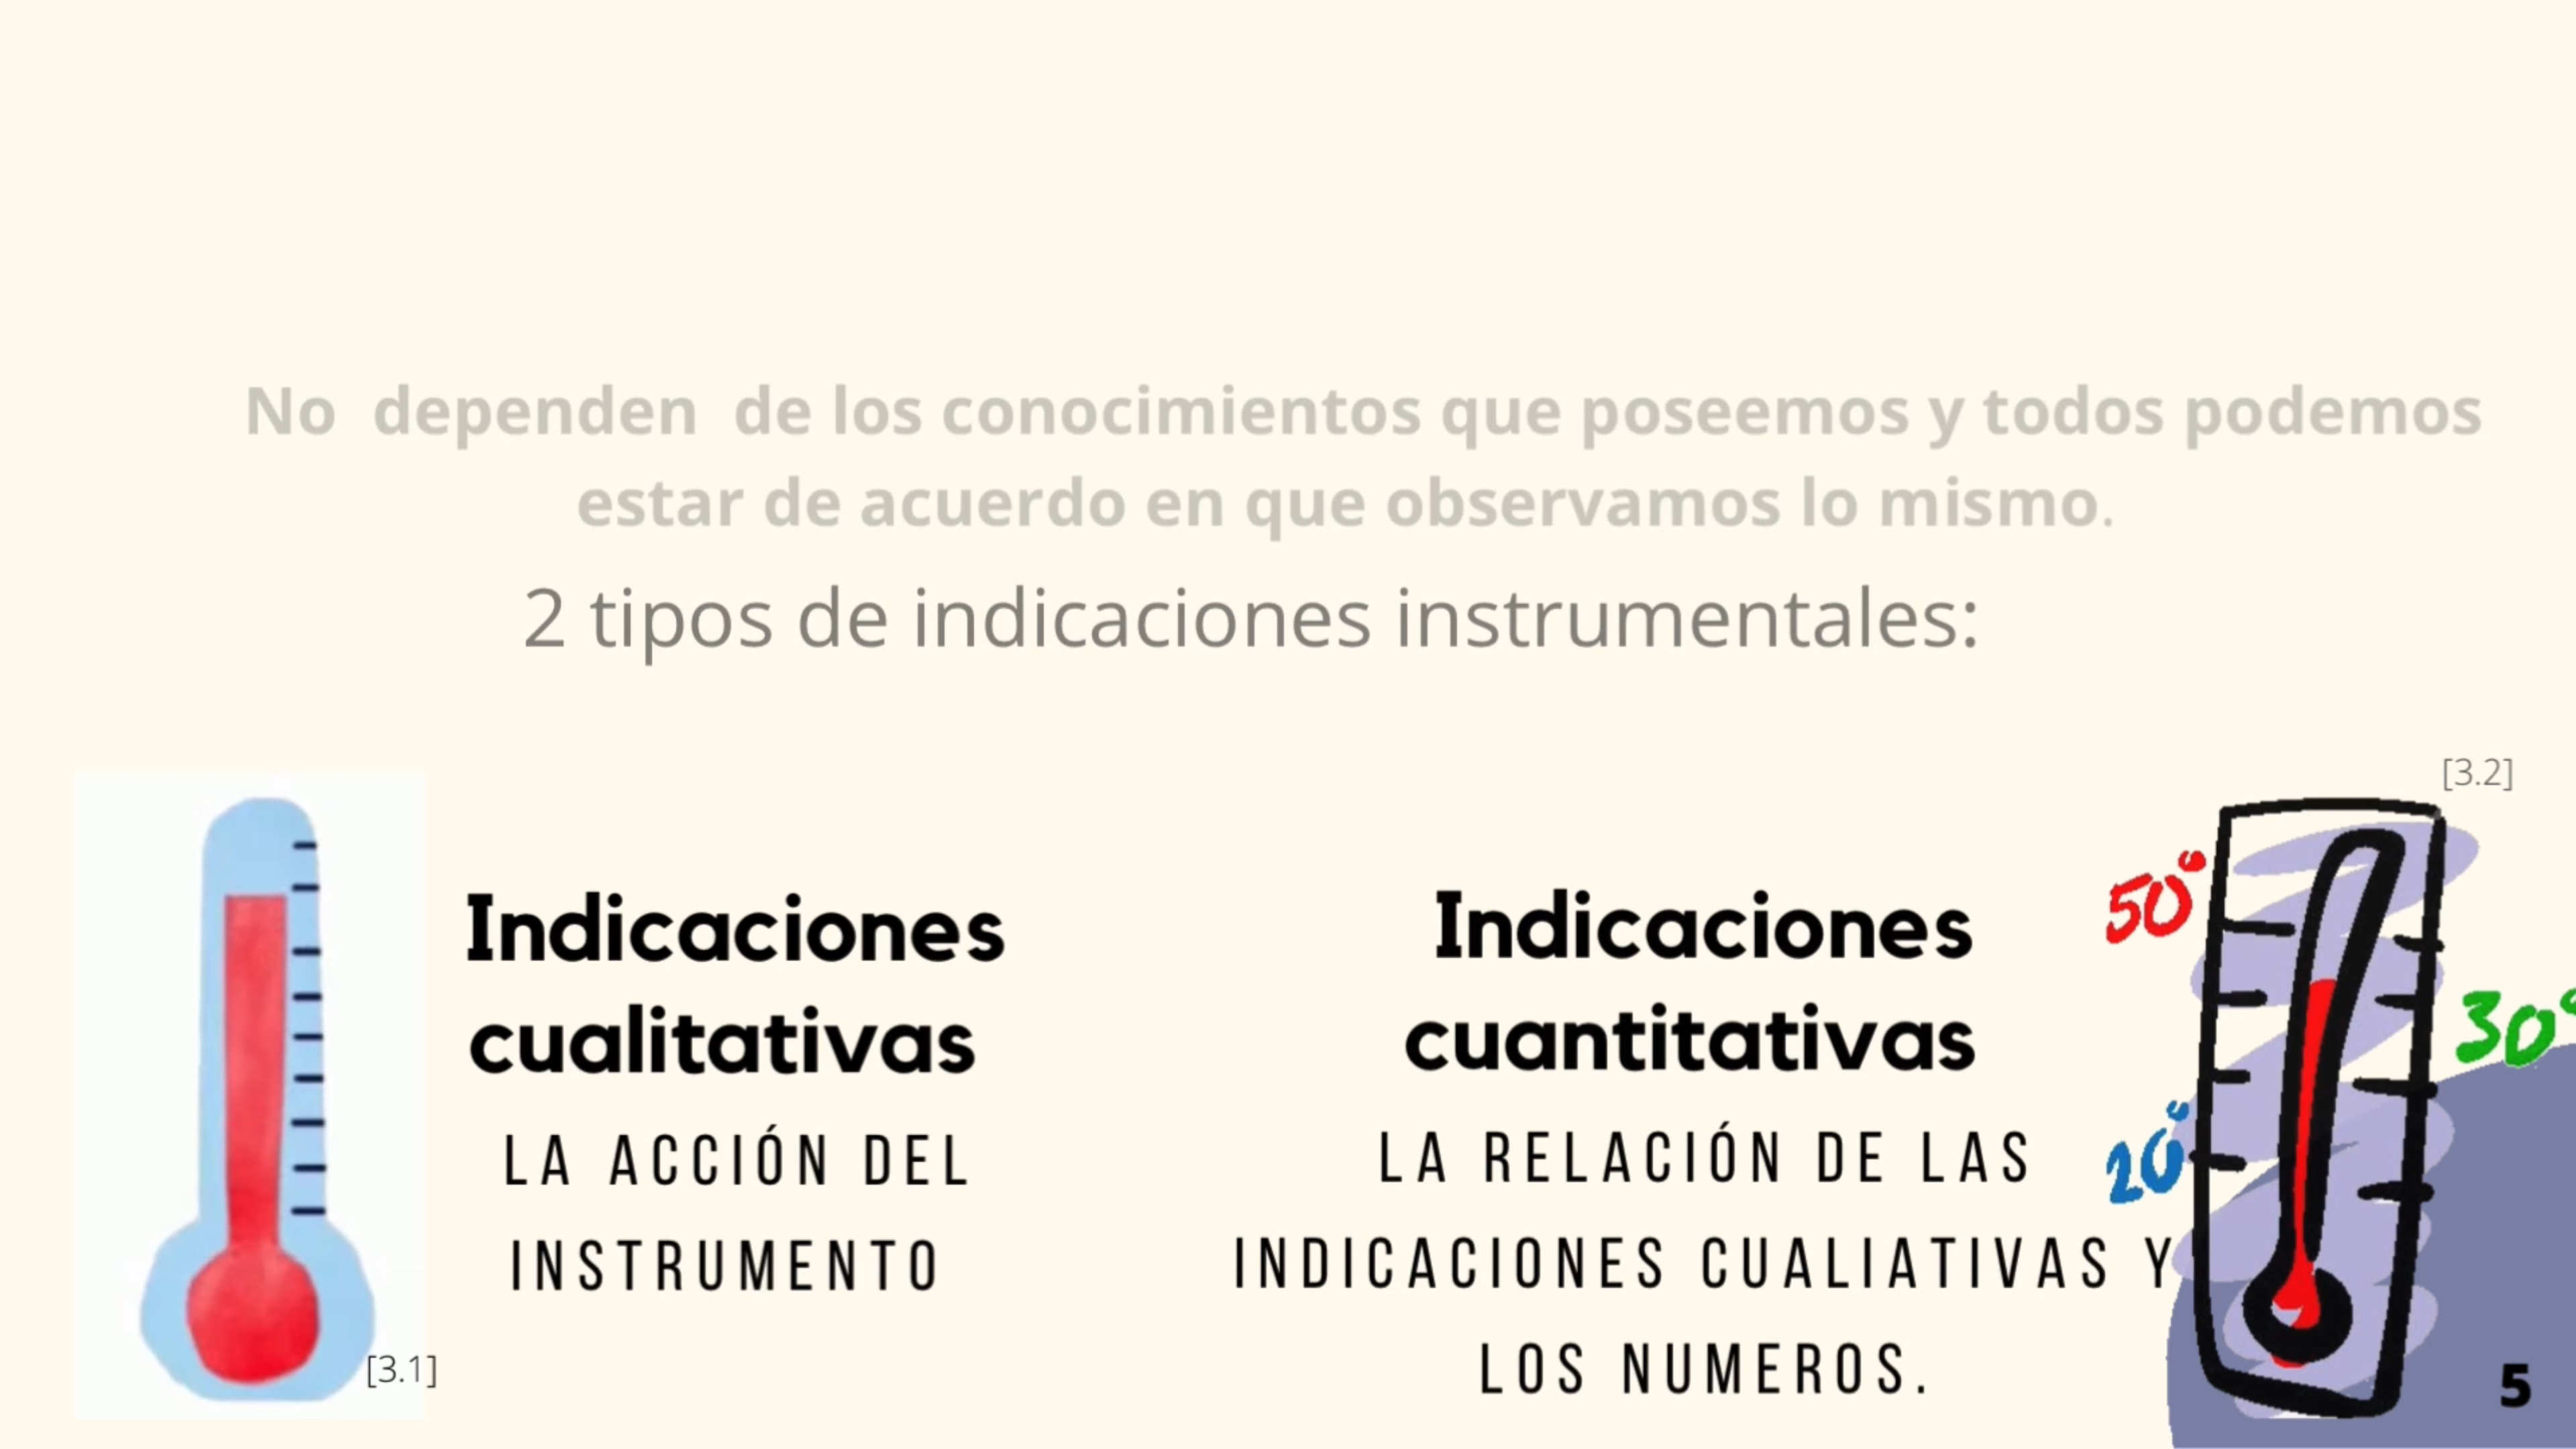 No  dependen  de los conocimientos que poseemos y todos podemos
estar de acuerdo en que observamos lo mismo.
2 tipos de indicaciones instrumentales:
[3.1]
Indicaciones
cualitativas
LA ACCIÓN DEL
INSTRUMENTO
Indicaciones
cuantitativas
LA RELACIÓN DE LAS
INDICACIONES CUALIATIVAS Y
LOS NUMEROS.
[3.2]
50°
30°
20°
5